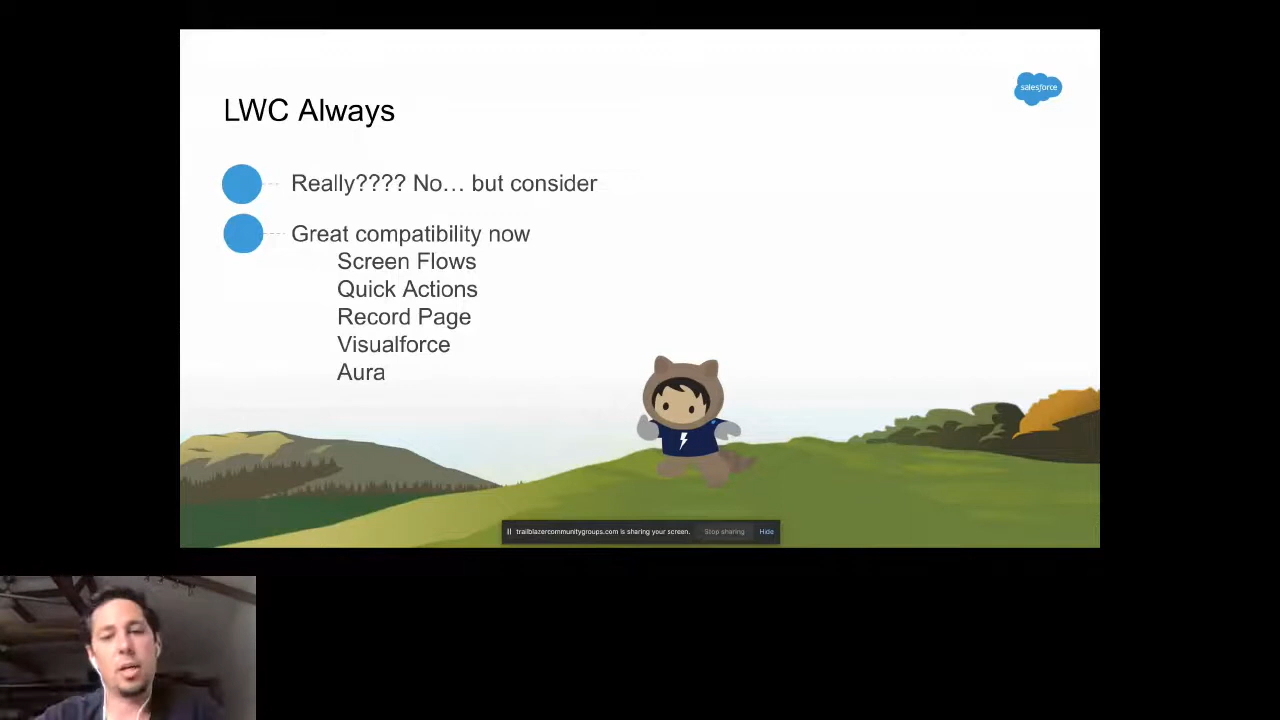 salesforce
LWC Always
Really???? No… but consider
Great compatibility now
Screen Flows
Quick Actions
Record Page
Visualforce
Aura
trailblazercommunitygroups.com is sharing your screen. Stop sharing Hide